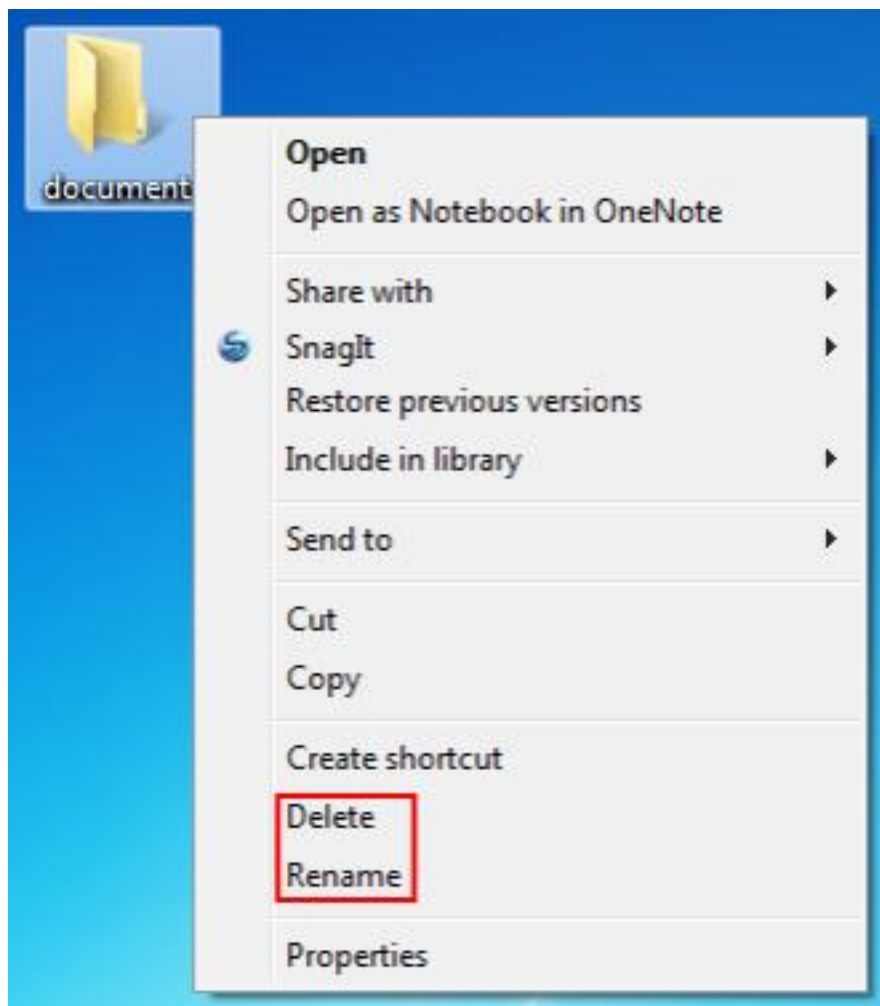 document
Open
Open as Notebook in OneNote
Share with
SnagIt
Restore previous versions
Include in library
Send to
Cut
Copy
Create shortcut
Delete
Rename
Properties